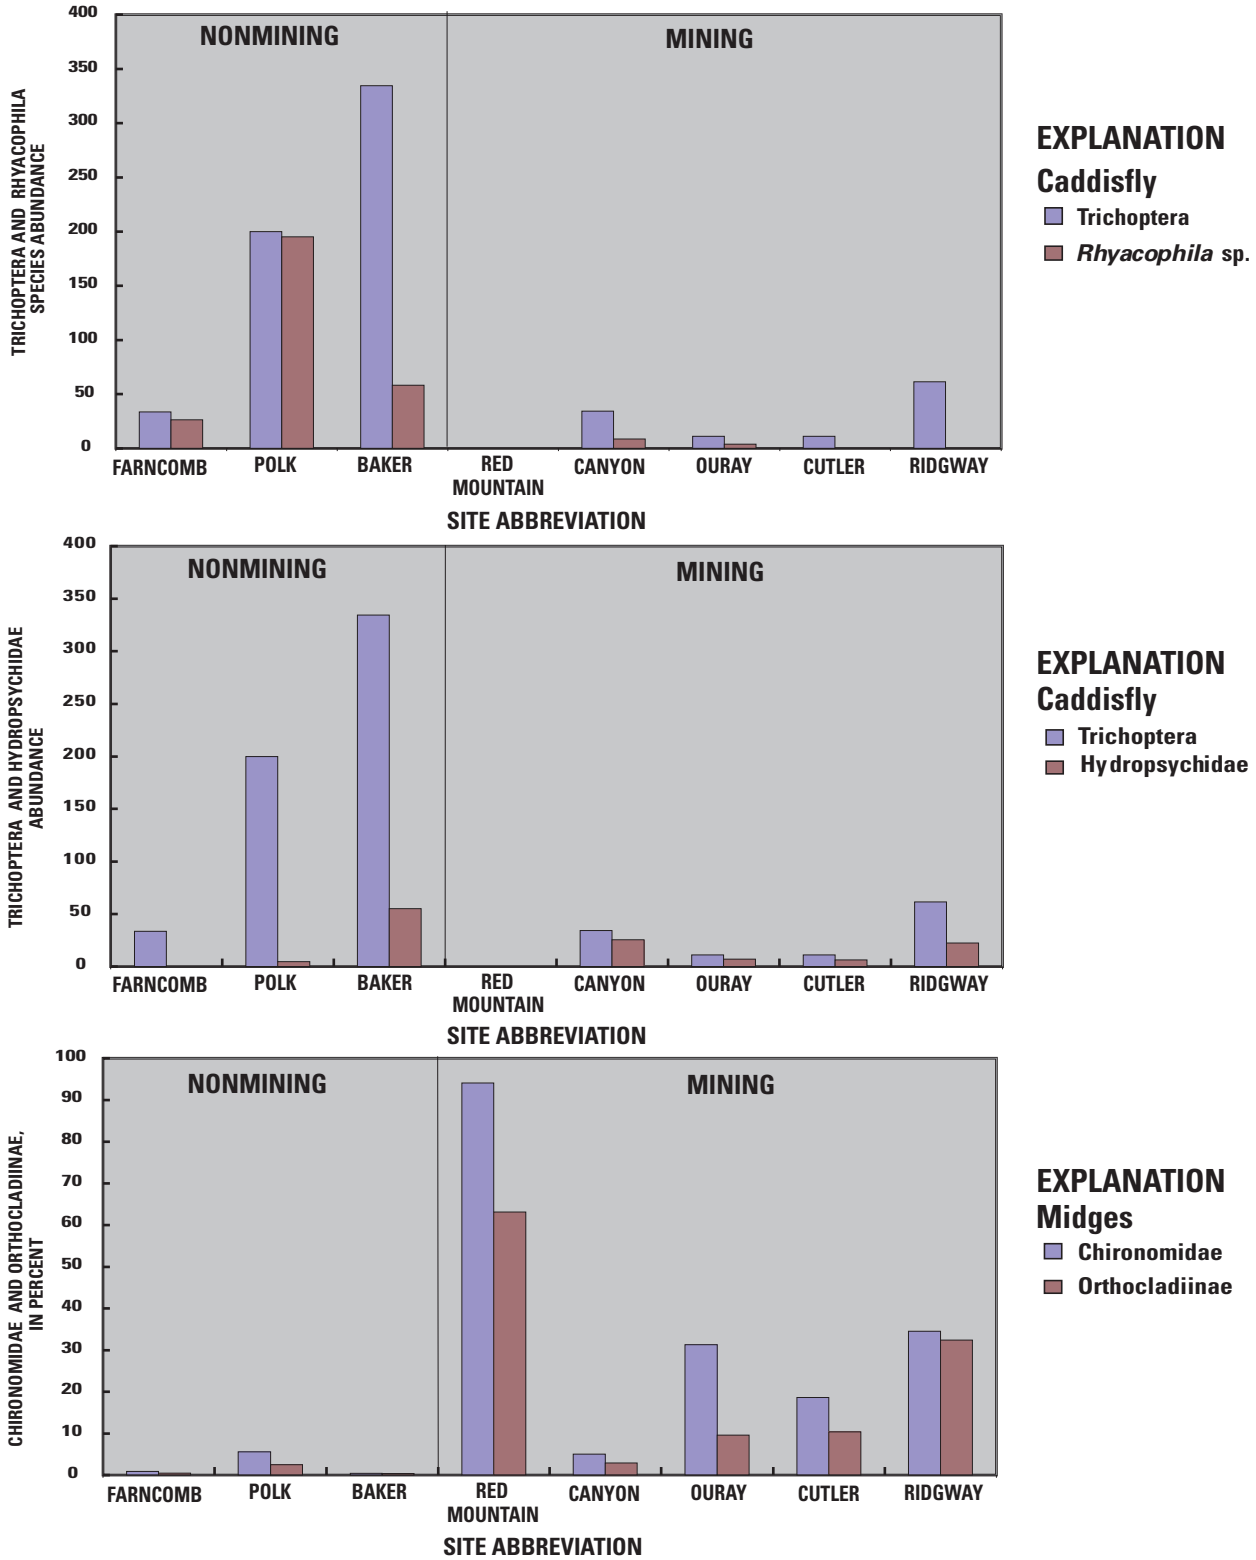 TRICHOPTERA AND RHYACOPHILA
SPECIES ABUNDANCE
400
350
300
250
200
150
100
50
0
NONMINING
MINING
FARNCOMB
POLK
BAKER
RED
MOUNTAIN
CANYON
OURAY
CUTLER
RIDGWAY
SITE ABBREVIATION
EXPLANATION
Caddisfly
Trichoptera
Rhyacophila sp.
TRICHOPTERA AND HYDROPSYCHIDAE
ABUNDANCE
400
350
300
250
200
150
100
50
0
NONMINING
MINING
FARNCOMB
POLK
BAKER
RED
MOUNTAIN
CANYON
OURAY
CUTLER
RIDGWAY
SITE ABBREVIATION
EXPLANATION
Caddisfly
Trichoptera
Hydropsychidae
CHIRONOMIDAE AND ORTHOCLADIINAE,
IN PERCENT
100
90
80
70
60
50
40
30
20
10
0
NONMINING
MINING
FARNCOMB
POLK
BAKER
RED
MOUNTAIN
CANYON
OURAY
CUTLER
RIDGWAY
SITE ABBREVIATION
EXPLANATION
Midges
Chironomidae
Orthocladiinae